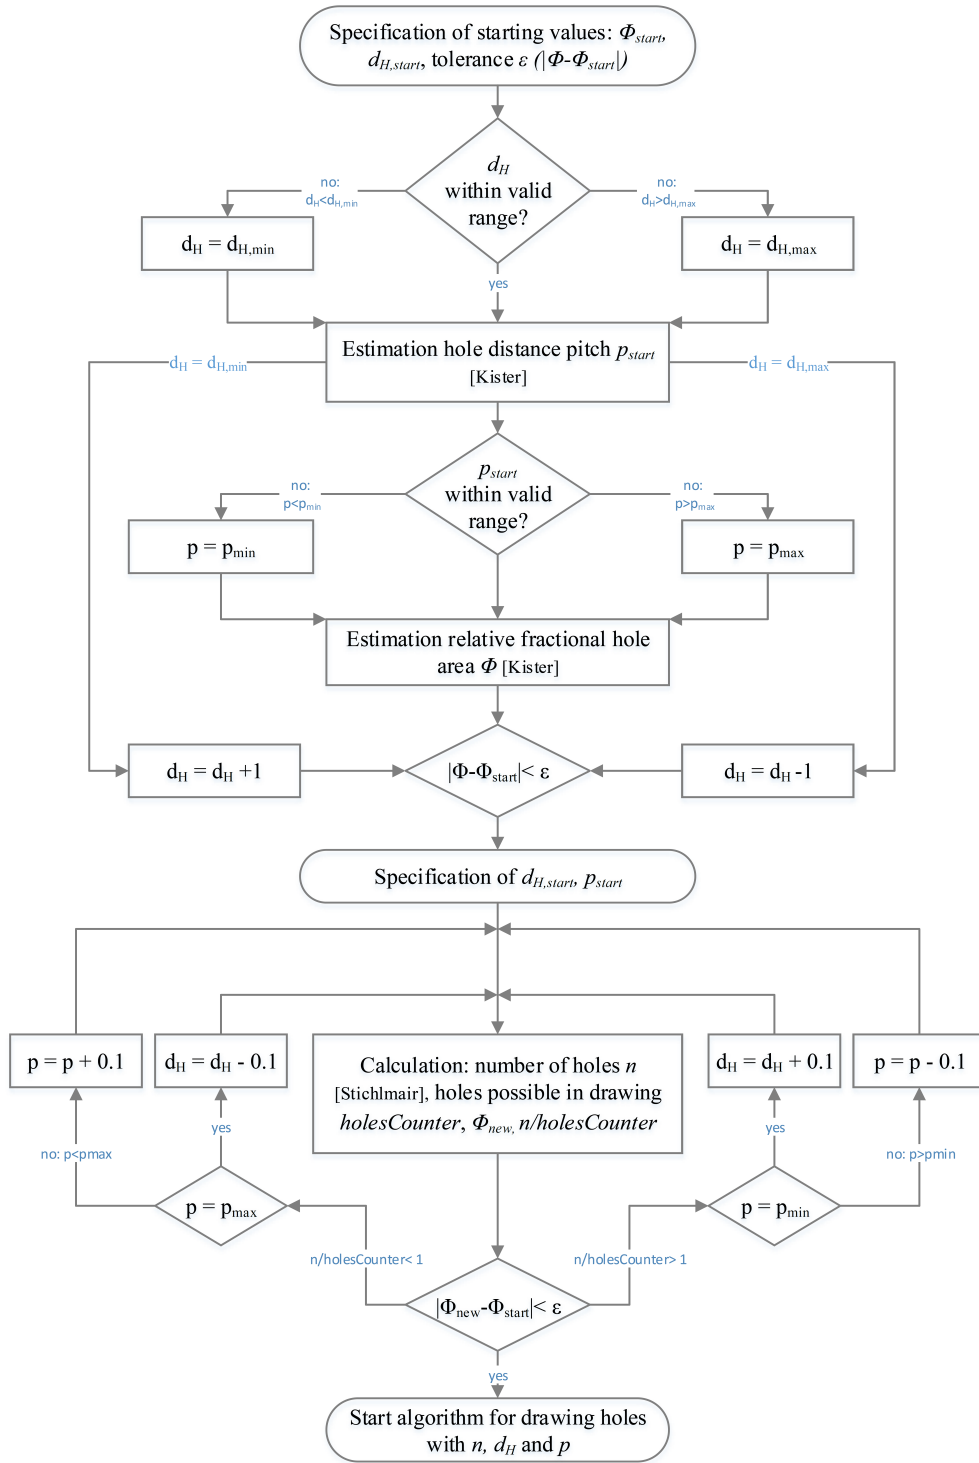 Specification of starting values: Φstart,
dH,start, tolerance ε (|Φ-Φstart|)
dH
within valid
range?
no:
dH<dH,min
no:
dH>dH,max
dH = dH,min
dH = dH,max
yes
Estimation hole distance pitch pstart
[Kister]
dH = dH,min
dH = dH,max
pstart
within valid
range?
no:
p<pmin
no:
p>pmax
p = pmin
p = pmax
Estimation relative fractional hole
area Φ [Kister]
dH = dH +1
|Φ-Φstart|< ε
dH = dH -1
Specification of dH,start, pstart
p = p + 0.1
dH = dH - 0.1
Calculation: number of holes n
[Stichlmair], holes possible in drawing
holesCounter, Φnew, n/holesCounter
dH = dH + 0.1
p = p - 0.1
yes
yes
no: p<pmax
no: p>pmin
p = pmax
p = pmin
n/holesCounter< 1
n/holesCounter> 1
|Φnew-Φstart|< ε
yes
Start algorithm for drawing holes
with n, dH and p